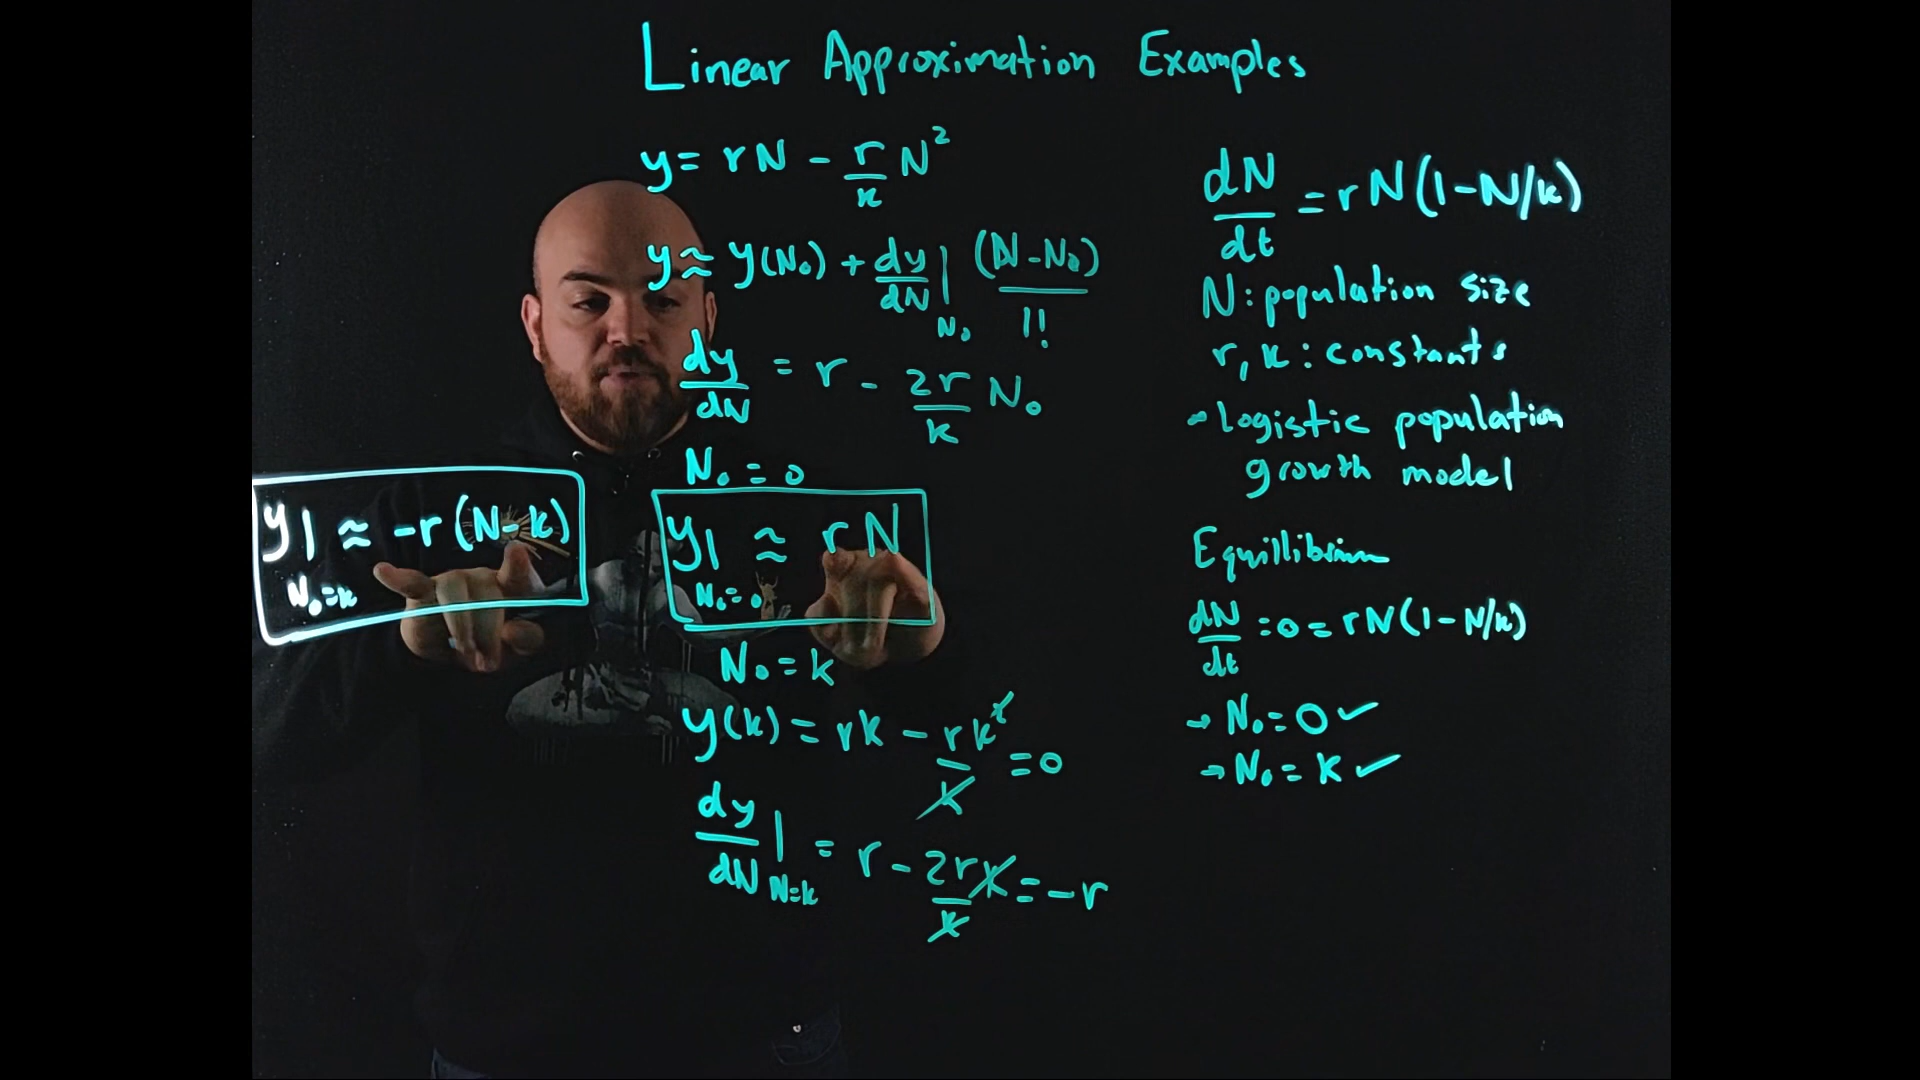 Linear Approximation Examples
y = rN - r/k N²
y ≈ y(N₀) + dy/dN |N₀ (N-N₀)/1!
dy/dN = r - 2r/k N₀
N₀ = 0
y|N₀=0 ≈ rN
N₀ = k
y(k) = rk - rk²/k = 0
dy/dN |N=k = r - 2rk/k = -r
y|N₀=k ≈ -r(N-k)
dN/dt = rN(1-N/k)
N: population size
r, k: constants
→ Logistic population
growth model
Equillibrium
dN/dt = 0 = rN(1-N/k)
→ N₀ = 0 ✓
→ N₀ = K ✓